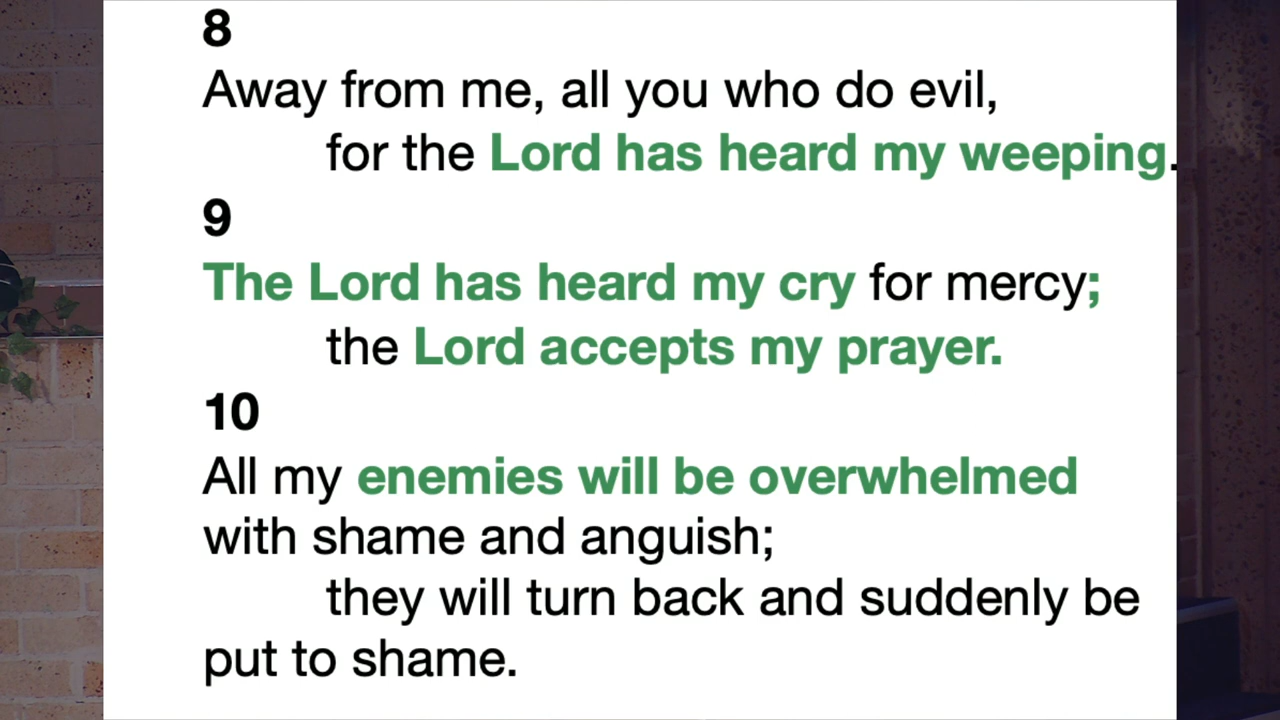 8
Away from me, all you who do evil,
for the Lord has heard my weeping.
9
The Lord has heard my cry for mercy;
the Lord accepts my prayer.
10
All my enemies will be overwhelmed
with shame and anguish;
they will turn back and suddenly be
put to shame.